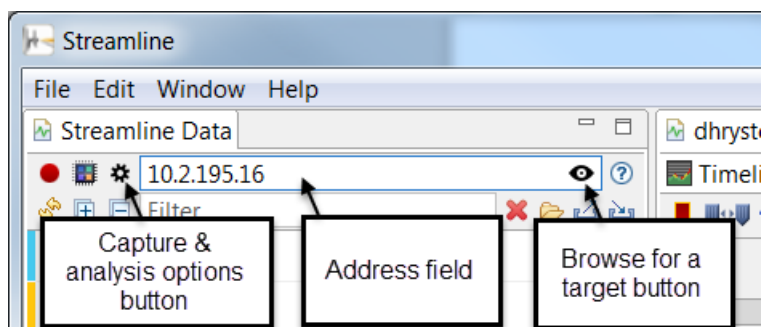 Streamline
File Edit Window Help
Streamline Data
dhryst
10.2.195.16
Timeli
Filter
Capture &
analysis options
button
Address field
Browse for a
target button